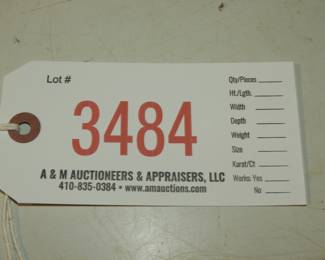 Lot #
3484
A & M AUCTIONEERS & APPRAISERS, LLC
410-835-0384 • www.amauctions.com
Qty/Pieces
Ht./Lgth.
Width
Depth
Weight
Size
Karat/Ct
Works: Yes
No